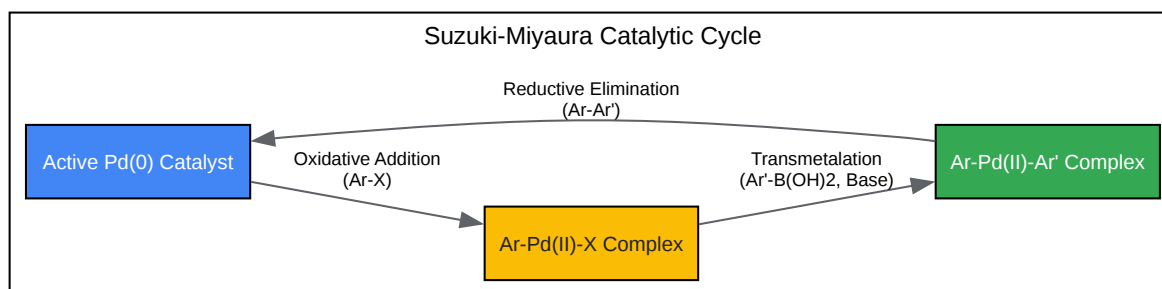 Suzuki-Miyaura Catalytic Cycle
Reductive Elimination
(Ar-Ar')
Active Pd(0) Catalyst
Oxidative Addition
(Ar-X)
Transmetalation
(Ar'-B(OH)2, Base)
Ar-Pd(II)-Ar' Complex
Ar-Pd(II)-X Complex